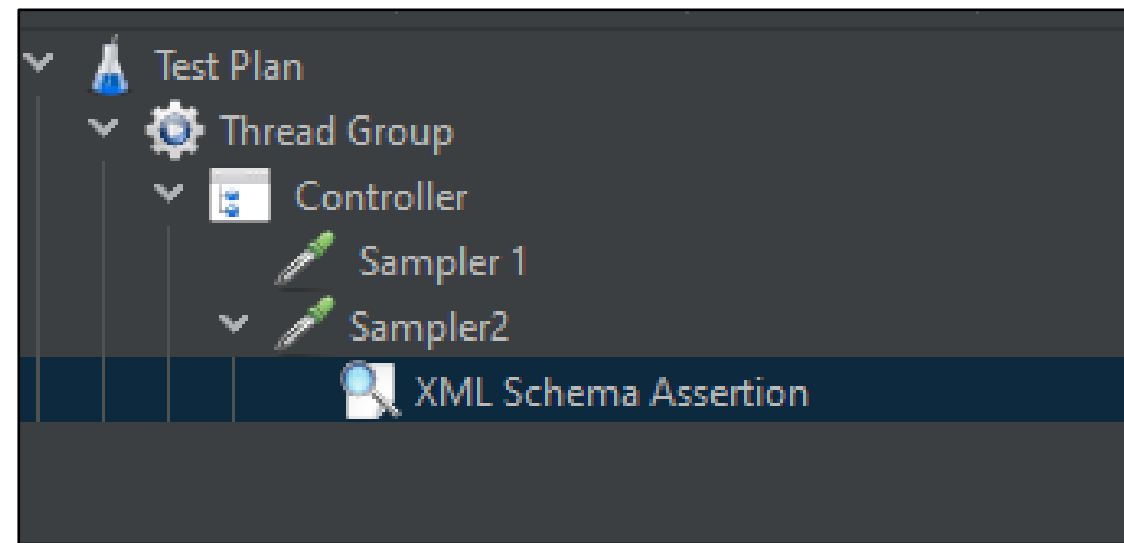 Test Plan
Thread Group
Controller
Sampler 1
Sampler2
XML Schema Assertion